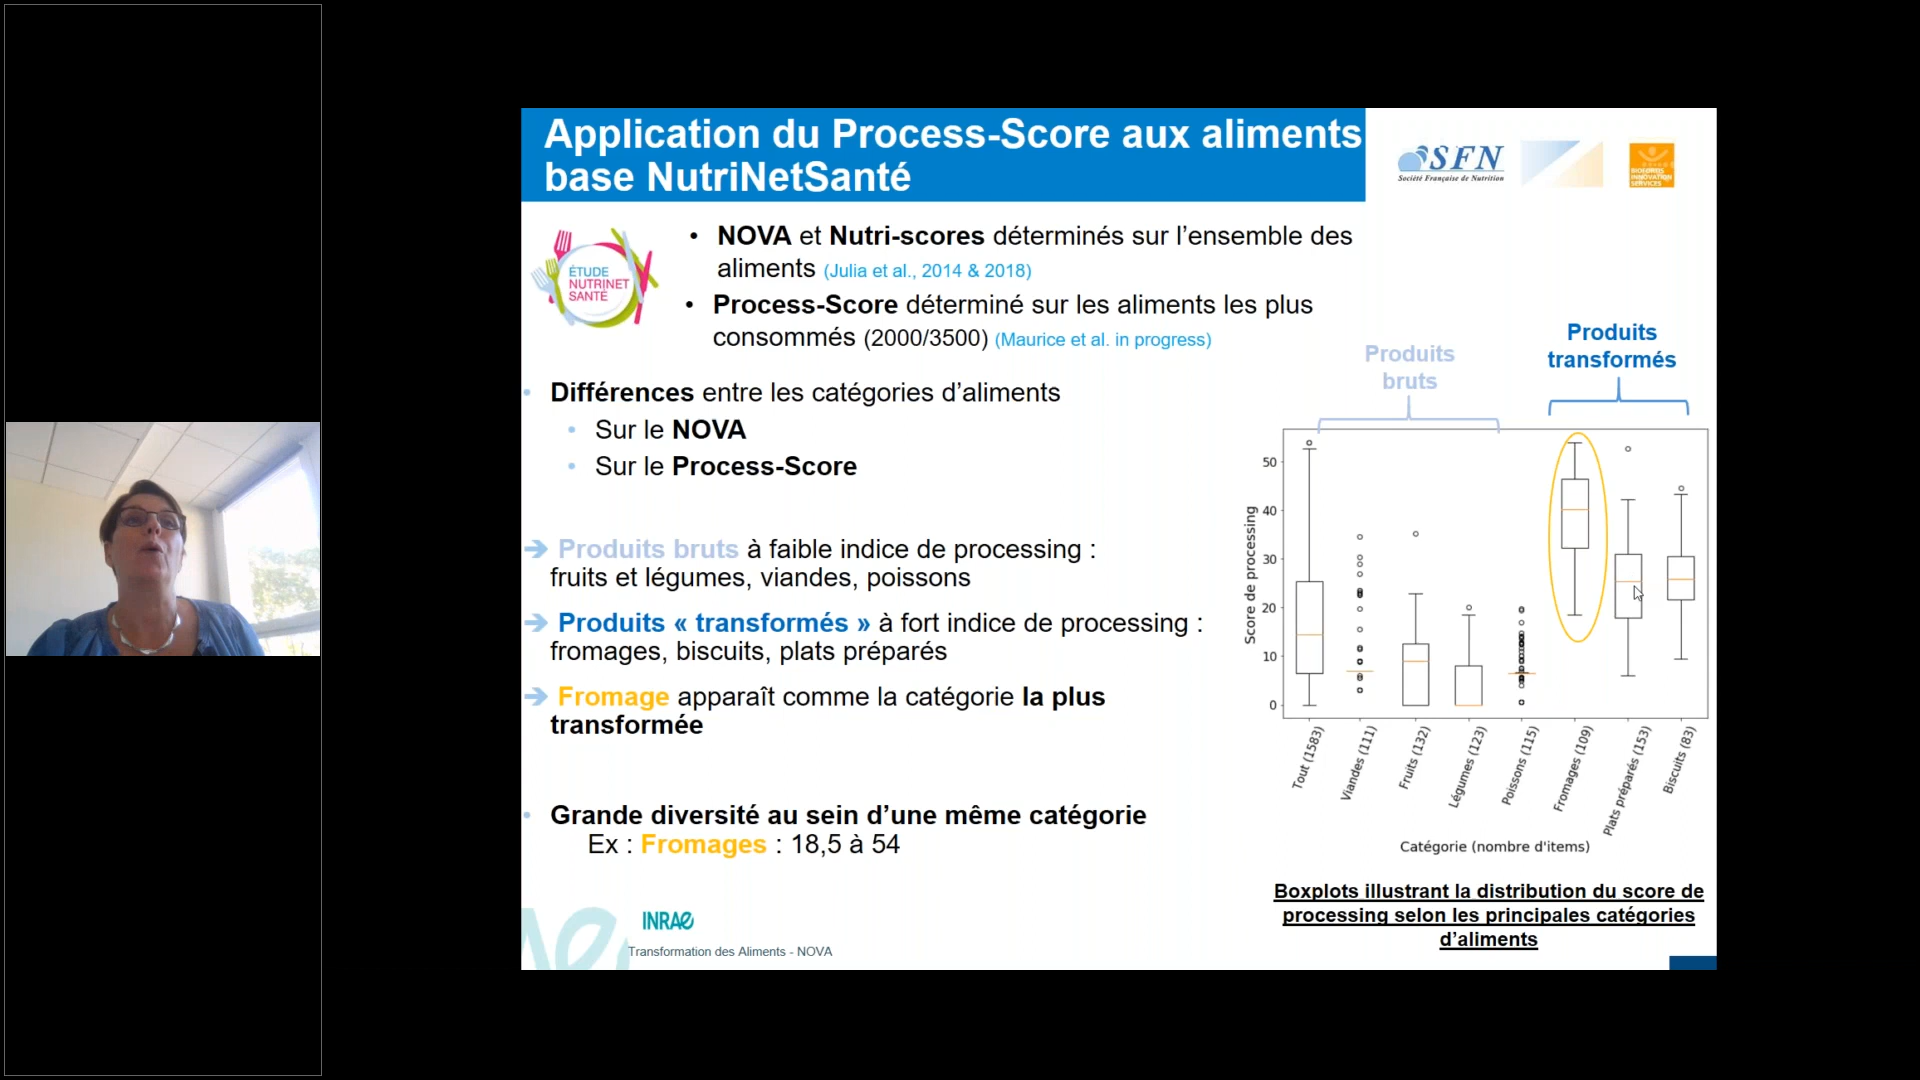 Application du Process-Score aux aliments
base NutriNetSanté
SFN
Société Française de Nutrition
BIOFORTIS
INNOVATION
SERVICES
ÉTUDE
NUTRINET
SANTÉ
• NOVA et Nutri-scores déterminés sur l’ensemble des
aliments (Julia et al., 2014 & 2018)
• Process-Score déterminé sur les aliments les plus
consommés (2000/3500) (Maurice et al. in progress)
• Différences entre les catégories d’aliments
• Sur le NOVA
• Sur le Process-Score
➔ Produits bruts à faible indice de processing :
fruits et légumes, viandes, poissons
➔ Produits « transformés » à fort indice de processing :
fromages, biscuits, plats préparés
➔ Fromage apparaît comme la catégorie la plus
transformée
• Grande diversité au sein d’une même catégorie
Ex : Fromages : 18,5 à 54
Produits
bruts
Produits
transformés
Score de processing
50
40
30
20
10
0
Tout (1583)
Viandes (111)
Fruits (132)
Légumes (123)
Poissons (115)
Fromages (109)
Plats préparés (153)
Biscuits (83)
Catégorie (nombre d'items)
Boxplots illustrant la distribution du score de
processing selon les principales catégories
d’aliments
INRAE
Transformation des Aliments - NOVA